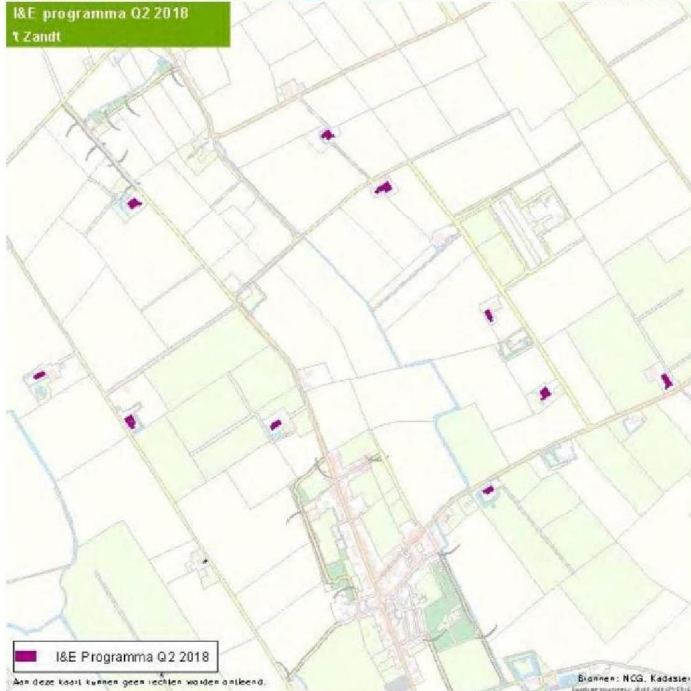 I&E programma Q2 2018
't Zandt
I&E Programma Q2 2018
Aan deze kaart kunnen geen rechten worden ontleend.
Bronnen: NCG, Kadaster